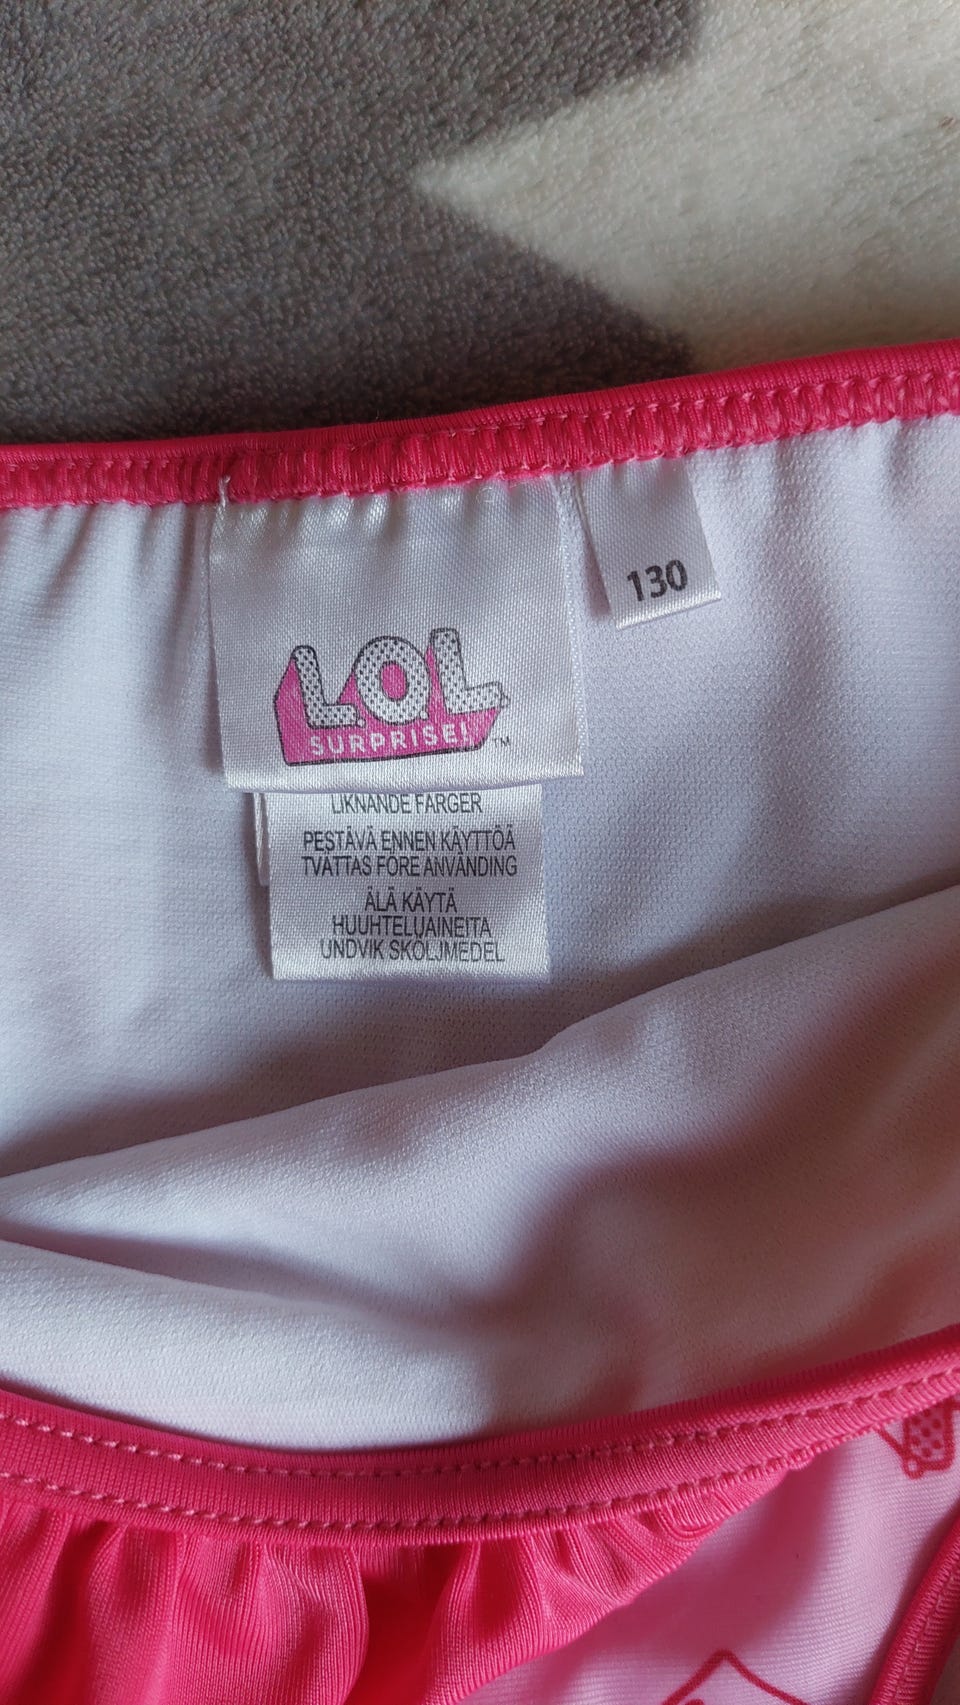 L.O.L.
SURPRISE! ™
130
LIKNANDE FÄRGER
PESTÄVÄ ENNEN KÄYTTÖÄ
TVÄTTAS FÖRE ANVÄNDING
ÄLÄ KÄYTÄ
HUUHTELUAINEITA
UNDVIK SKÖLJMEDEL